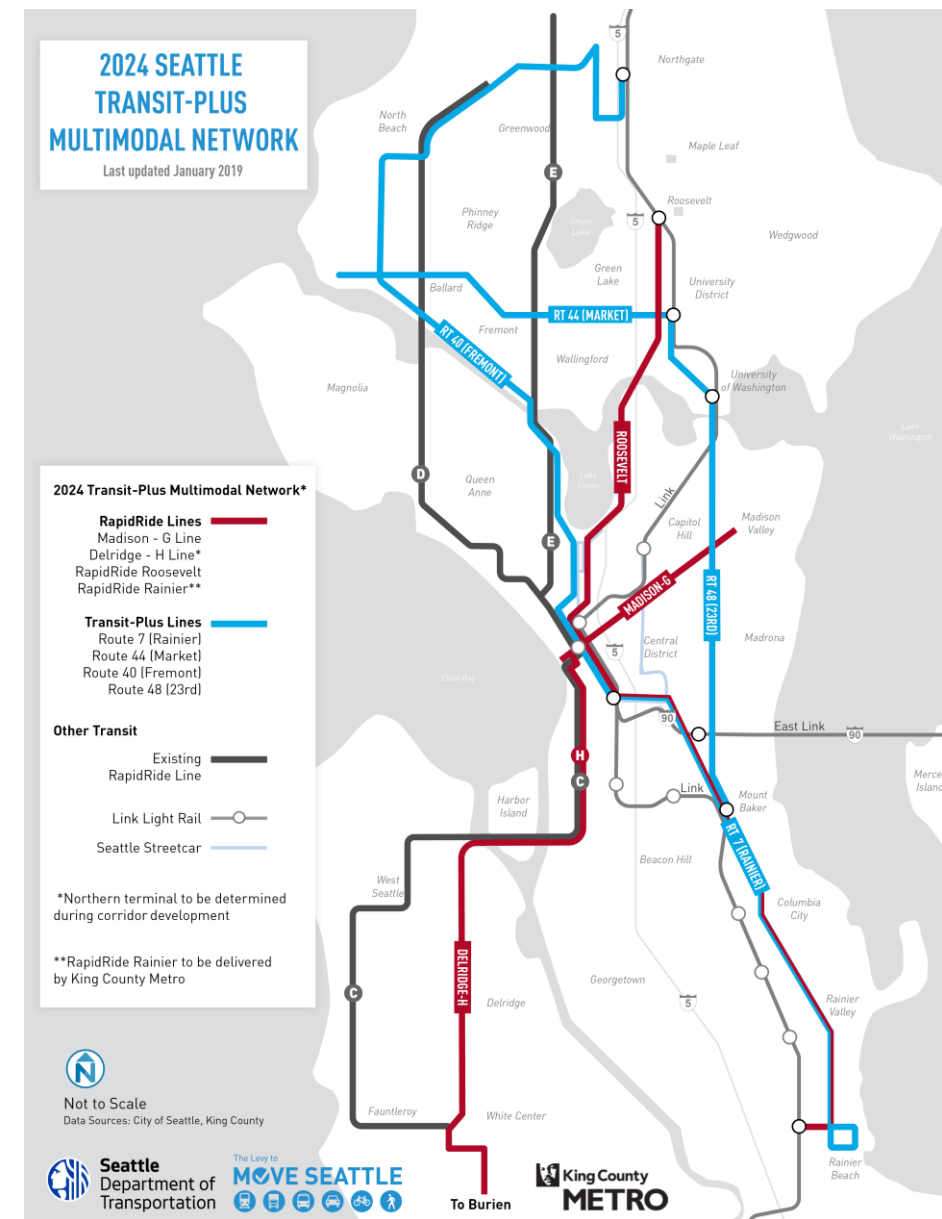 2024 SEATTLE
TRANSIT-PLUS
MULTIMODAL NETWORK
Last updated January 2019
5
Northgate
North
Beach
Greenwood
Maple Leaf
E
Roosevelt
Phinney
Ridge
Green
Lake
5
Wedgwood
Green
Lake
University
District
Ballard
RT 44 (MARKET)
Fremont
RT 40 (FREMONT)
Wallingford
University
of Washington
Magnolia
Lake
Washington
ROOSEVELT
D
Queen
Anne
Lake
Union
Link
Capitol
Hill
Madison
Valley
E
MADISON-G
RT 48 (23RD)
Central
District
Madrona
5
Elliott Bay
90
East Link
90
H
C
Link
Mount
Baker
Mercer
Island
Harbor
Island
RT 7 (RAINIER)
Beacon Hill
West
Seattle
Columbia
City
DELRIDGE-H
Georgetown
C
Delridge
5
Rainier
Valley
Fauntleroy
White Center
Rainier
Beach
To Burien
2024 Transit-Plus Multimodal Network*
RapidRide Lines
Madison - G Line
Delridge - H Line*
RapidRide Roosevelt
RapidRide Rainier**
Transit-Plus Lines
Route 7 (Rainier)
Route 44 (Market)
Route 40 (Fremont)
Route 48 (23rd)
Other Transit
Existing
RapidRide Line
Link Light Rail
Seattle Streetcar
*Northern terminal to be determined
during corridor development
**RapidRide Rainier to be delivered
by King County Metro
N
Not to Scale
Data Sources: City of Seattle, King County
Seattle
Department of
Transportation
The Levy to
MOVE SEATTLE
King County
METRO